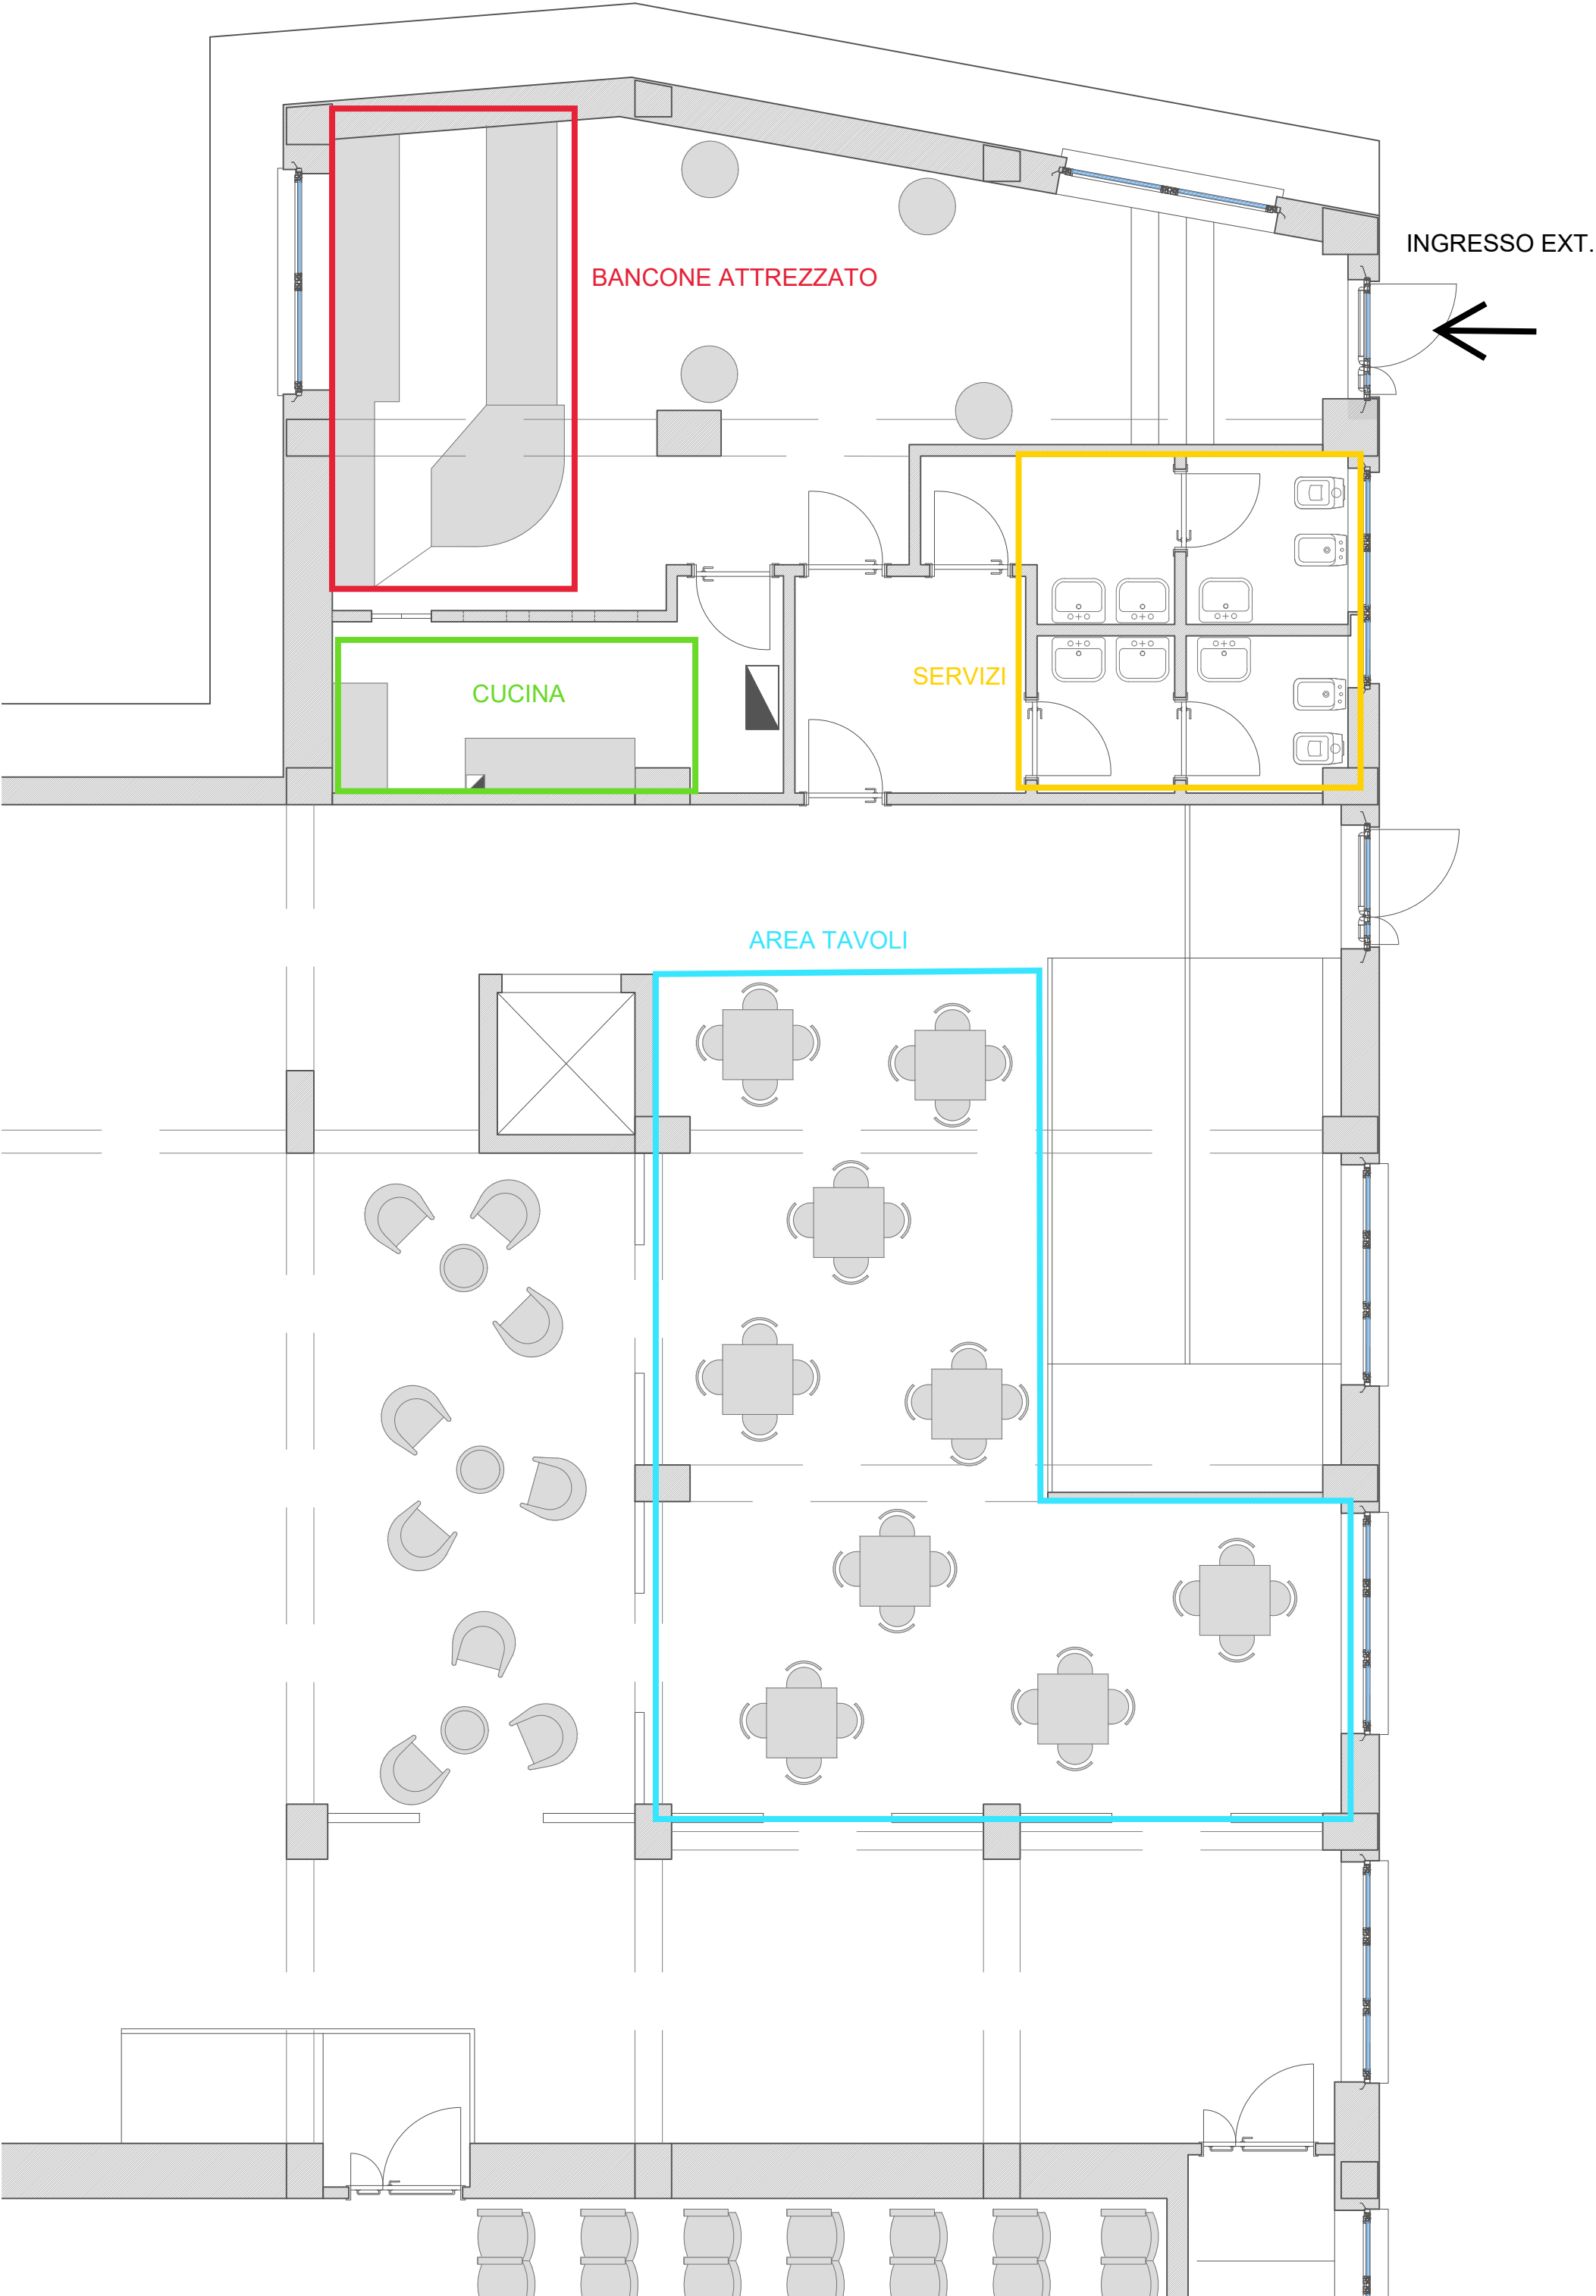 INGRESSO EXT.
BANCONE ATTREZZATO
SERVIZI
CUCINA
AREA TAVOLI